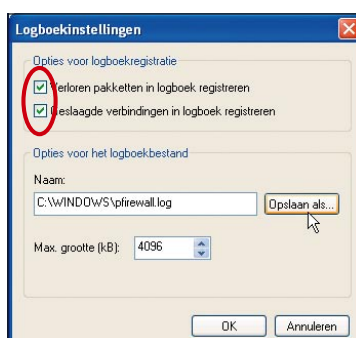 Logboekinstellingen
Opties voor logboekregistratie
Verloren pakketten in logboek registreren
Geslaagde verbindingen in logboek registreren
Opties voor het logboekbestand
Naam:
C:\WINDOWS\pfirewall.log
Opslaan als...
Max. grootte (kB):
4096
OK
Annuleren